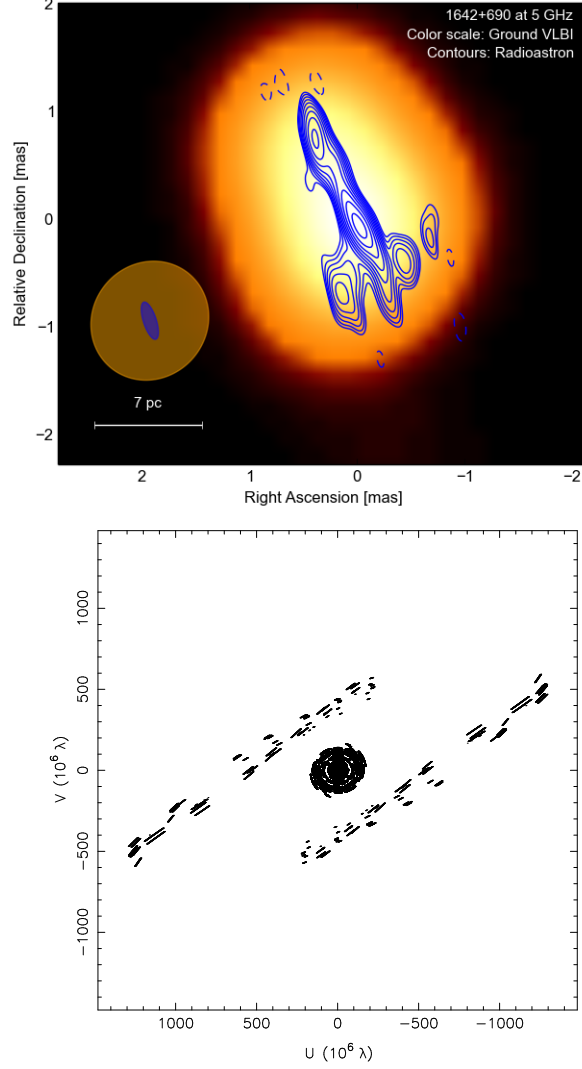 1642+690 at 5 GHz
Color scale: Ground VLBI
Contours: Radioastron
2
1
0
−1
−2
Relative Declination [mas]
7 pc
2 1 0 −1 −2
Right Ascension [mas]
1000
500
0
−500
−1000
V (10⁶ λ)
1000 500 0 −500 −1000
U (10⁶ λ)